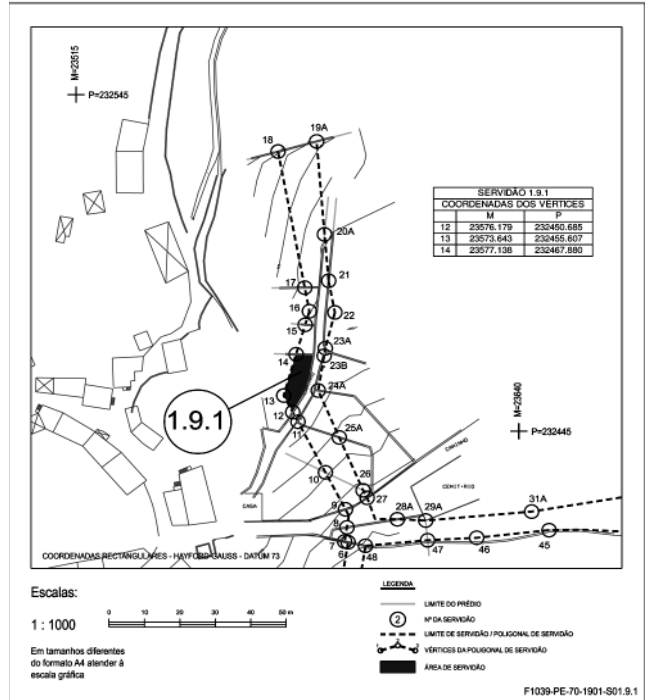 M=23515
P=232545
19A
18
SERVIDÃO 1.9.1
COORDENADAS DOS VÉRTICES
M P
12 23576.179 232450.685
13 23573.643 232455.607
14 23577.138 232467.880
20A
21
17
16
22
15
23A
14
23B
24A
13
1.9.1
12
11
M=23640
P=232445
25A
CAMINHO
10
26
CEMITÉRIO
27
CASA
9
28A
29A
31A
8
7
6
48
47
46
45
COORDENADAS RECTANGULARES - HAYFORD-GAUSS - DATUM 73
Escalas:
1 : 1000
0 10 20 30 40 50 m
Em tamanhos diferentes
do formato A4 atender à
escala gráfica
LEGENDA
LIMITE DO PRÉDIO
2 Nº DA SERVIDÃO
LIMITE DE SERVIDÃO / POLIGONAL DE SERVIDÃO
VÉRTICES DA POLIGONAL DE SERVIDÃO
ÁREA DE SERVIDÃO
F1039-PE-70-1901-S01.9.1